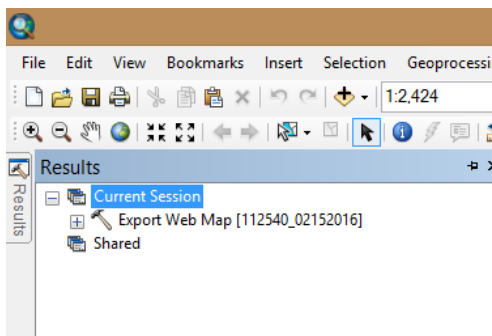 File Edit View Bookmarks Insert Selection Geoprocessi
1:2,424
Results
Results
Current Session
Export Web Map [112540_02152016]
Shared